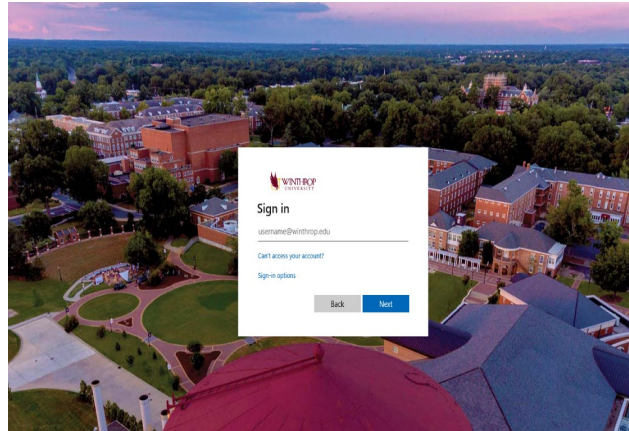 WINTHROP
UNIVERSITY
Sign in
username@winthrop.edu
Can't access your account?
Sign-in options
Back Next